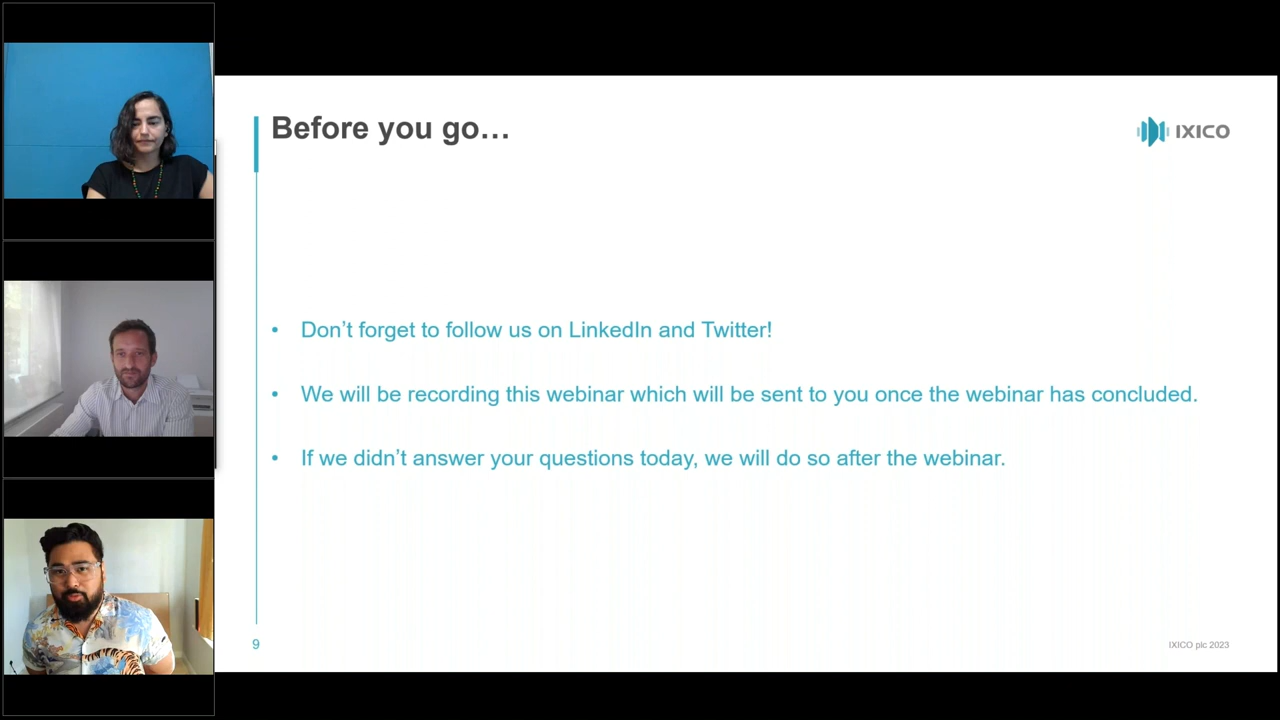 Before you go…
IXICO
• Don’t forget to follow us on LinkedIn and Twitter!
• We will be recording this webinar which will be sent to you once the webinar has concluded.
• If we didn’t answer your questions today, we will do so after the webinar.
9
IXICO plc 2023